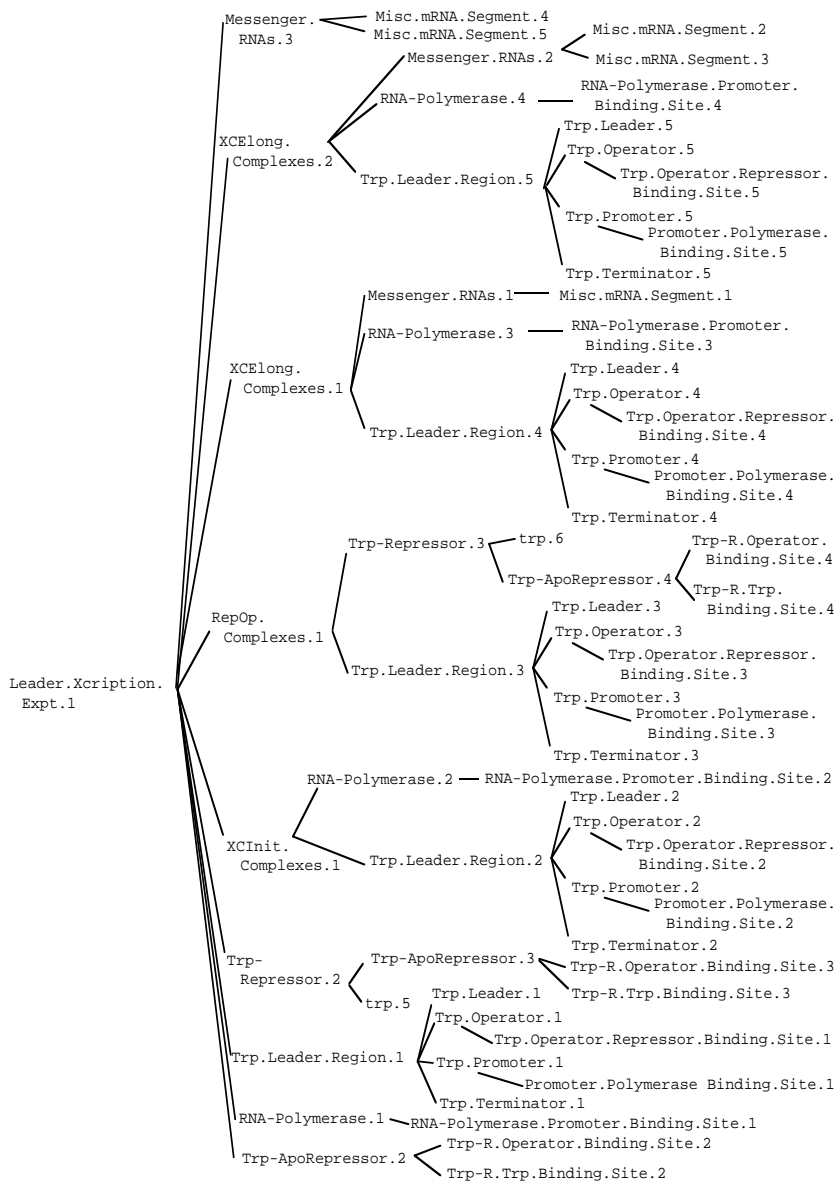 Messenger.
RNAs.3
Misc.mRNA.Segment.4
Misc.mRNA.Segment.5
XCElong.
Complexes.2
Messenger.RNAs.2
Misc.mRNA.Segment.2
Misc.mRNA.Segment.3
RNA-Polymerase.4
RNA-Polymerase.Promoter.
Binding.Site.4
Trp.Leader.Region.5
Trp.Leader.5
Trp.Operator.5
Trp.Operator.Repressor.
Binding.Site.5
Trp.Promoter.5
Promoter.Polymerase.
Binding.Site.5
Trp.Terminator.5
XCElong.
Complexes.1
Messenger.RNAs.1
Misc.mRNA.Segment.1
RNA-Polymerase.3
RNA-Polymerase.Promoter.
Binding.Site.3
Trp.Leader.Region.4
Trp.Leader.4
Trp.Operator.4
Trp.Operator.Repressor.
Binding.Site.4
Trp.Promoter.4
Promoter.Polymerase.
Binding.Site.4
Trp.Terminator.4
RepOp.
Complexes.1
Trp-Repressor.3
trp.6
Trp-ApoRepressor.4
Trp-R.Operator.
Binding.Site.4
Trp-R.Trp.
Binding.Site.4
Trp.Leader.Region.3
Trp.Leader.3
Trp.Operator.3
Trp.Operator.Repressor.
Binding.Site.3
Trp.Promoter.3
Promoter.Polymerase.
Binding.Site.3
Trp.Terminator.3
Leader.Xcription.
Expt.1
XCInit.
Complexes.1
RNA-Polymerase.2
RNA-Polymerase.Promoter.Binding.Site.2
Trp.Leader.Region.2
Trp.Leader.2
Trp.Operator.2
Trp.Operator.Repressor.
Binding.Site.2
Trp.Promoter.2
Promoter.Polymerase.
Binding.Site.2
Trp.Terminator.2
Trp-
Repressor.2
Trp-ApoRepressor.3
Trp-R.Operator.Binding.Site.3
Trp-R.Trp.Binding.Site.3
trp.5
Trp.Leader.Region.1
Trp.Leader.1
Trp.Operator.1
Trp.Operator.Repressor.Binding.Site.1
Trp.Promoter.1
Promoter.Polymerase Binding.Site.1
Trp.Terminator.1
RNA-Polymerase.1
RNA-Polymerase.Promoter.Binding.Site.1
Trp-ApoRepressor.2
Trp-R.Operator.Binding.Site.2
Trp-R.Trp.Binding.Site.2